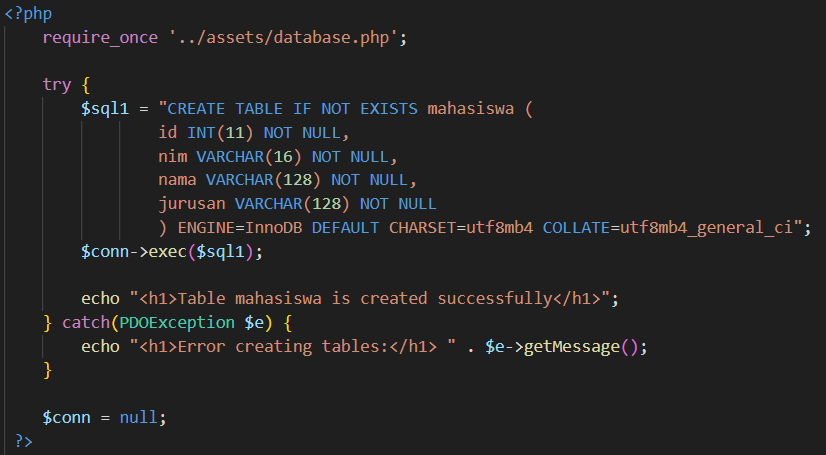 <?php
require_once '../assets/database.php';
try {
$sql1 = "CREATE TABLE IF NOT EXISTS mahasiswa (
id INT(11) NOT NULL,
nim VARCHAR(16) NOT NULL,
nama VARCHAR(128) NOT NULL,
jurusan VARCHAR(128) NOT NULL
) ENGINE=InnoDB DEFAULT CHARSET=utf8mb4 COLLATE=utf8mb4_general_ci";
$conn->exec($sql1);
echo "<h1>Table mahasiswa is created successfully</h1>";
} catch(PDOException $e) {
echo "<h1>Error creating tables:</h1> " . $e->getMessage();
}
$conn = null;
?>